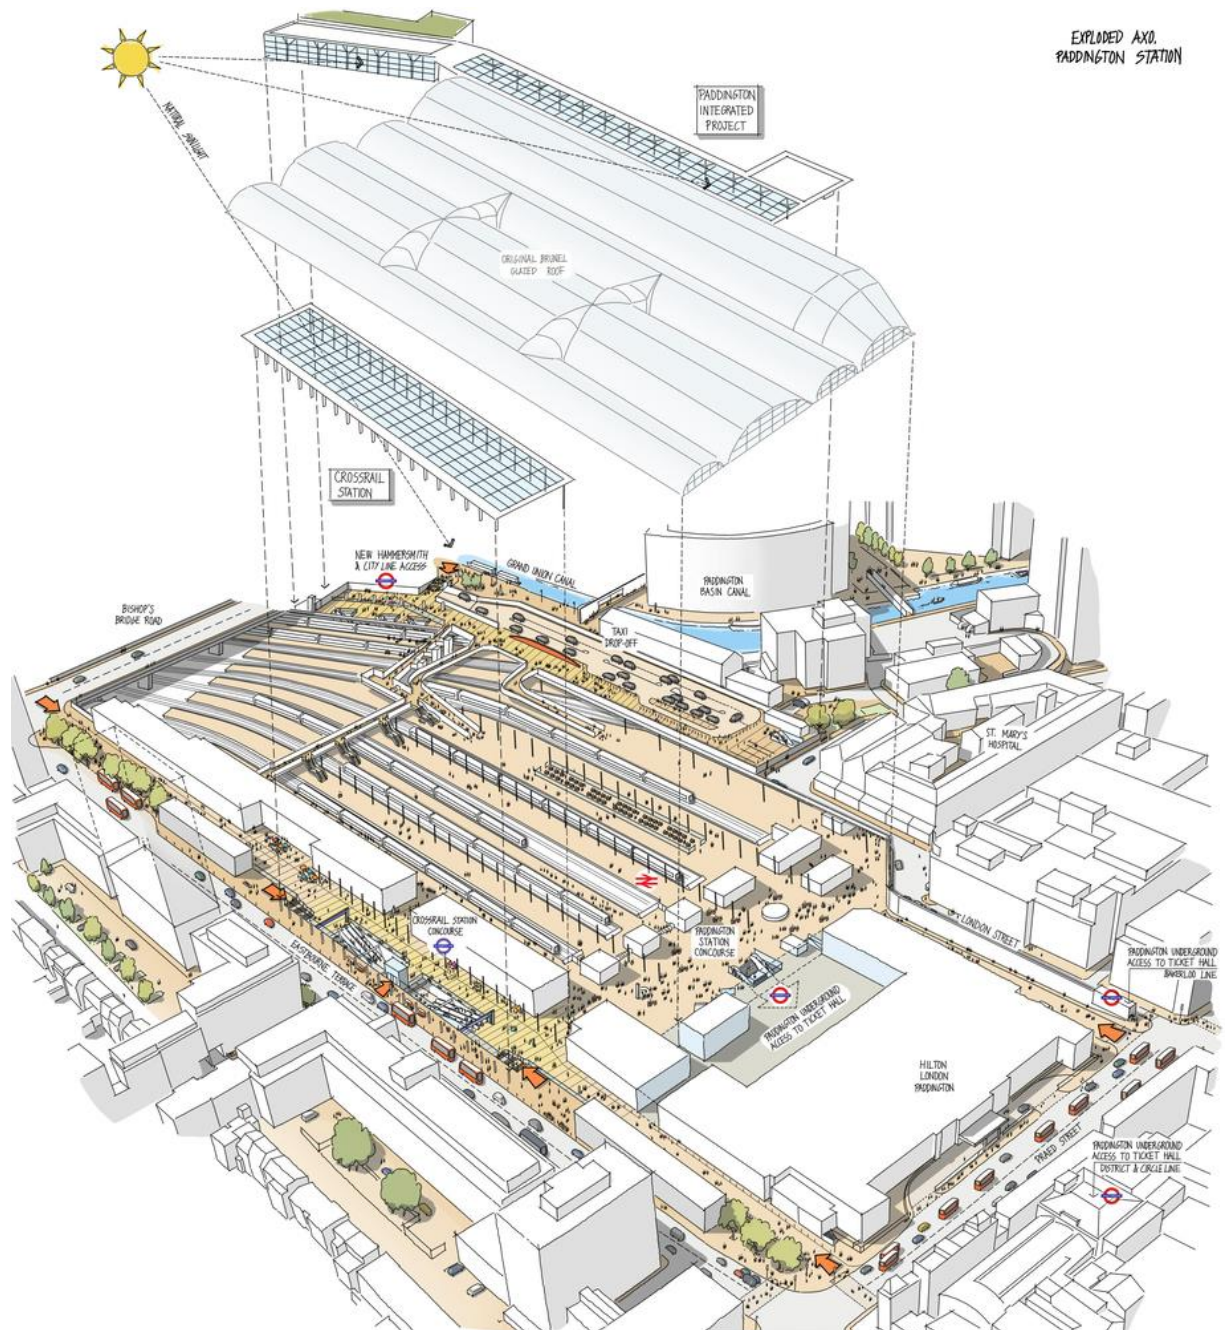 EXPLODED AXO.
PADDINGTON STATION
NATURAL SUNLIGHT
PADDINGTON
INTEGRATED
PROJECT
ORIGINAL BRUNEL
GLAZED ROOF
CROSSRAIL
STATION
NEW HAMMERSMITH
& CITY LINE ACCESS
GRAND UNION CANAL
PADDINGTON
BASIN CANAL
BISHOP'S
BRIDGE ROAD
TAXI
DROP-OFF
ST. MARY'S
HOSPITAL
CROSSRAIL STATION
CONCOURSE
PADDINGTON
STATION
CONCOURSE
LONDON STREET
PADDINGTON UNDERGROUND
ACCESS TO TICKET HALL
BAKERLOO LINE
EASTBOURNE TERRACE
PADDINGTON UNDERGROUND
ACCESS TO TICKET HALL
HILTON
LONDON
PADDINGTON
PRAED STREET
PADDINGTON UNDERGROUND
ACCESS TO TICKET HALL
DISTRICT & CIRCLE LINE